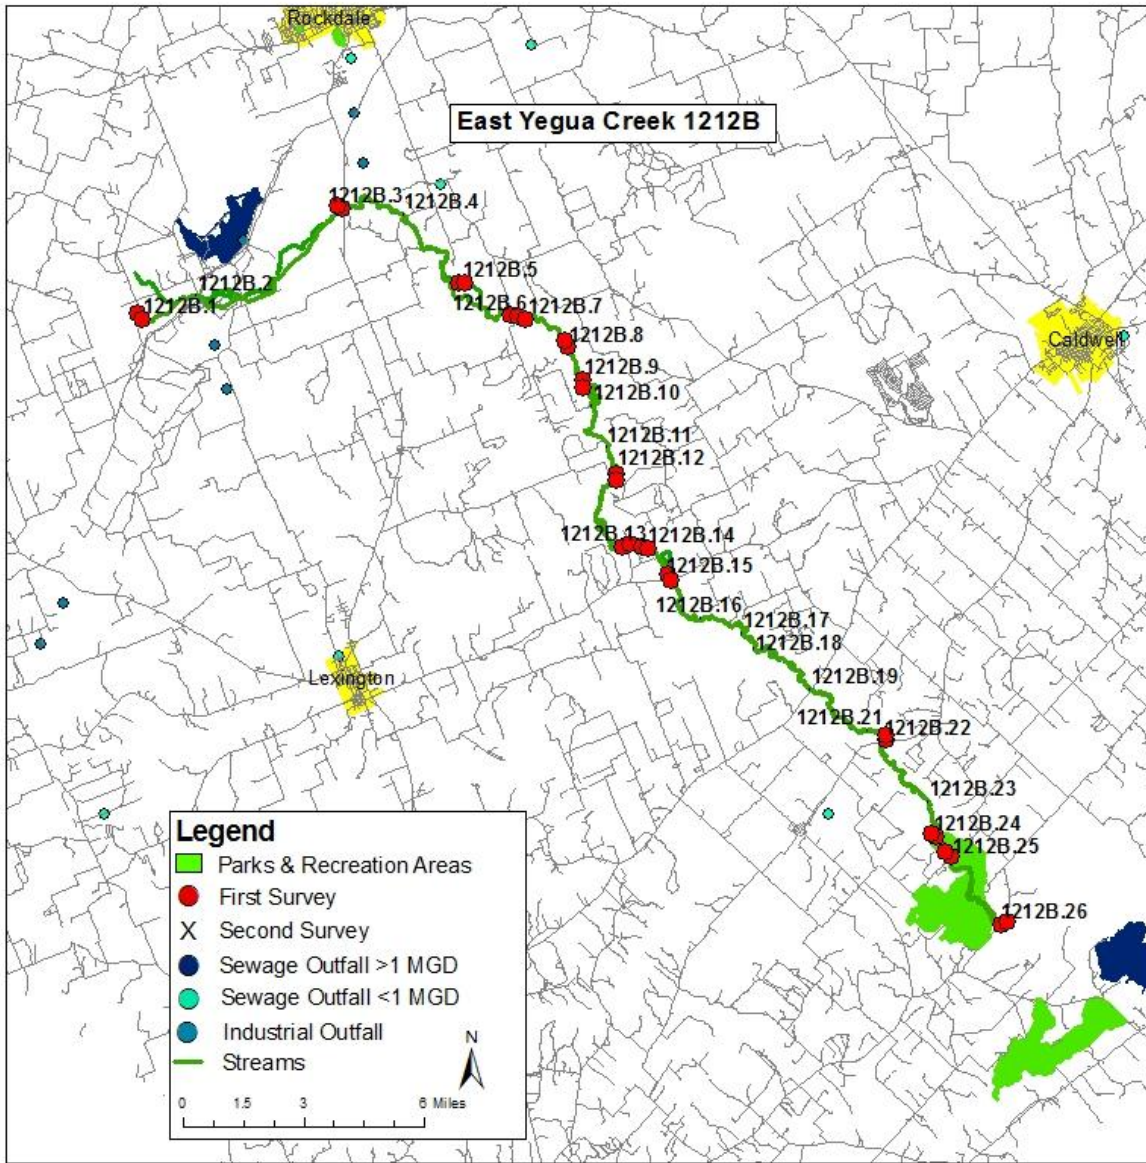 Rockdale
East Yegua Creek 1212B
1212B.3
1212B.4
1212B.2
1212B.5
1212B.1
1212B.6
1212B.7
1212B.8
Caldwell
1212B.9
1212B.10
1212B.11
1212B.12
1212B.13
1212B.14
1212B.15
1212B.16
1212B.17
1212B.18
Lexington
1212B.19
1212B.21
1212B.22
1212B.23
1212B.24
1212B.25
1212B.26
Legend
Parks & Recreation Areas
First Survey
X Second Survey
Sewage Outfall >1 MGD
Sewage Outfall <1 MGD
Industrial Outfall
Streams
N
0 1.5 3 6 Miles